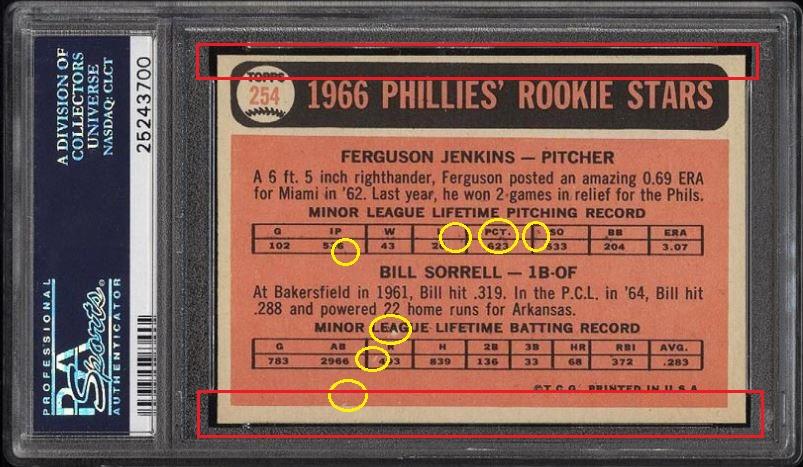 A DIVISION OF
COLLECTORS
UNIVERSE
NASDAQ: CLCT
25243700
PROFESSIONAL
Sports
AUTHENTICATOR
TOPPS
254
1966 PHILLIES' ROOKIE STARS
FERGUSON JENKINS — PITCHER
A 6 ft. 5 inch righthander, Ferguson posted an amazing 0.69 ERA
for Miami in '62. Last year, he won 2-games in relief for the Phils.
MINOR LEAGUE LIFETIME PITCHING RECORD
G IP W PCT. SO BB ERA
102 43 623 533 204 3.07
BILL SORRELL — 1B-OF
At Bakersfield in 1961, Bill hit .319. In the P.C.L. in '64, Bill hit
.288 and powered 22 home runs for Arkansas.
MINOR LEAGUE LIFETIME BATTING RECORD
G AB R H 2B 3B HR RBI AVG.
783 2966 493 839 136 33 68 372 .283
©T.C.G. PRINTED IN U.S.A.